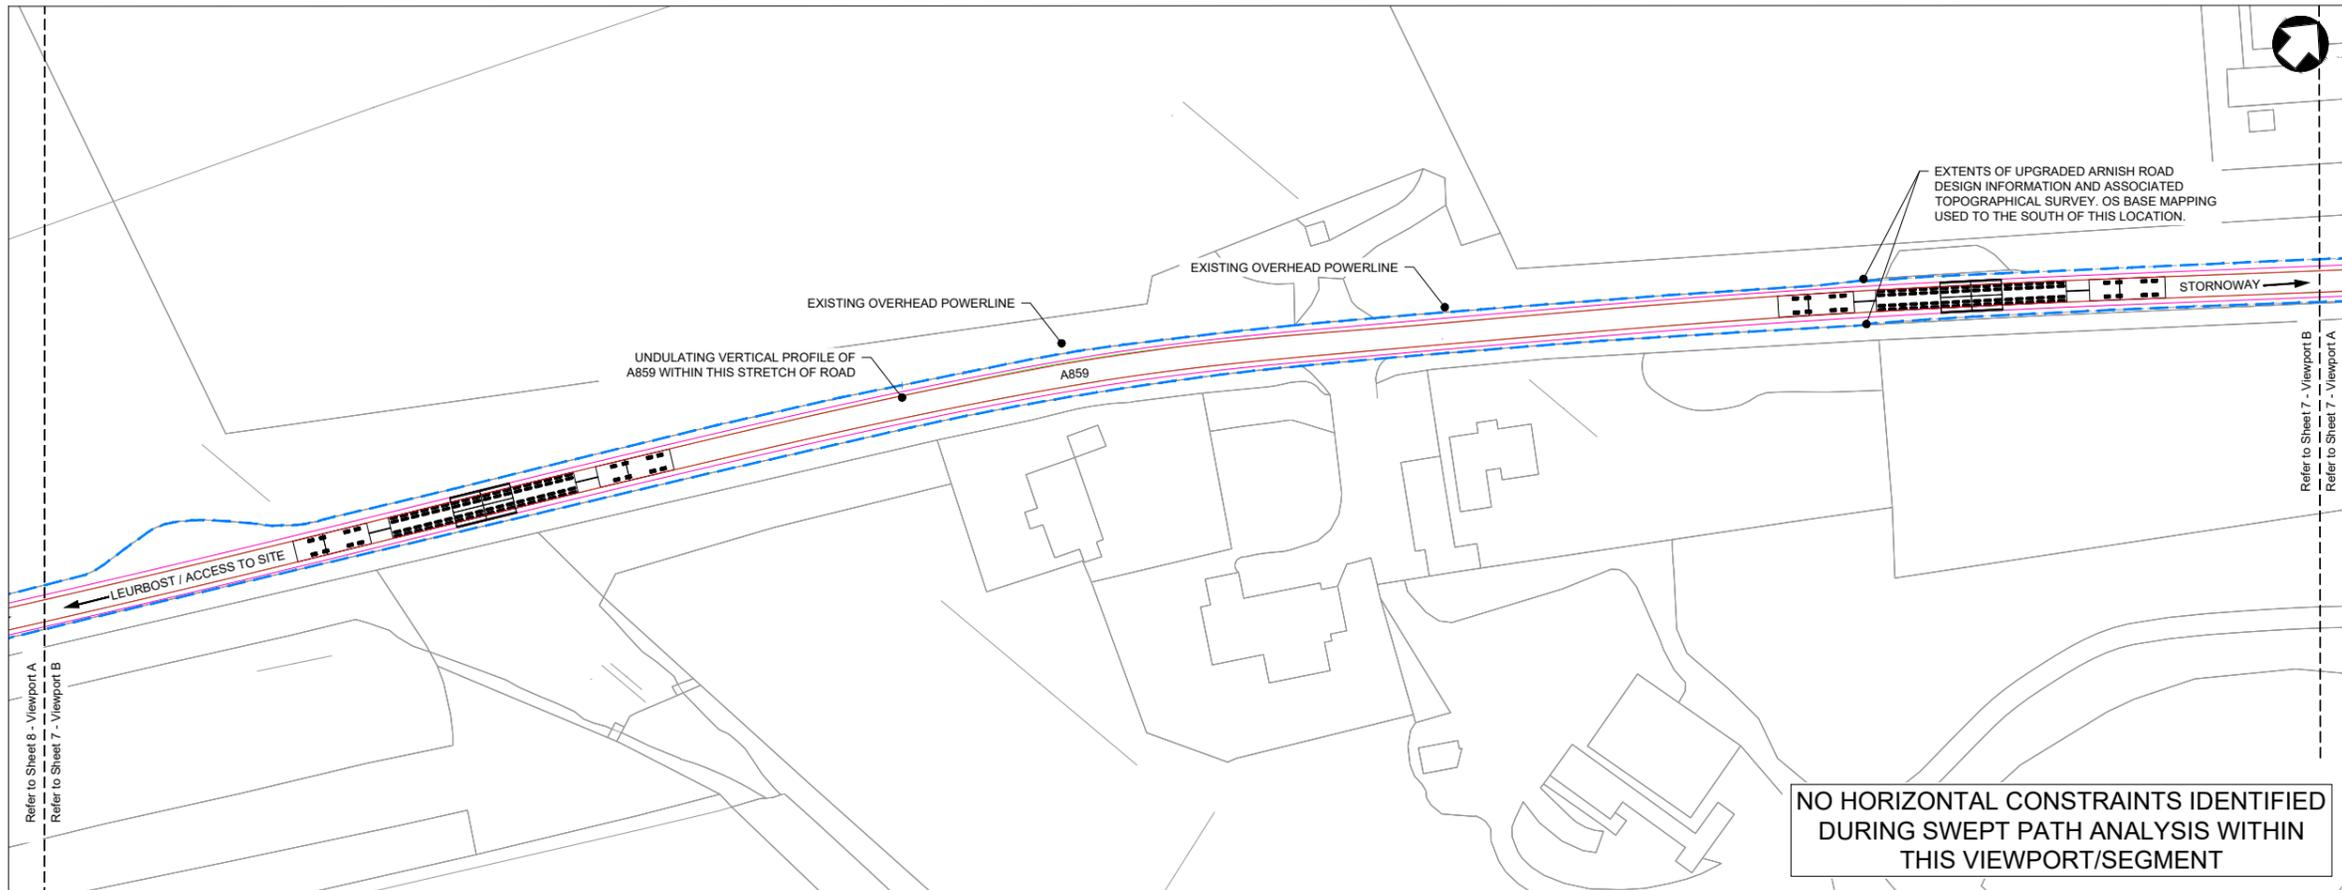 EXTENTS OF UPGRADED ARNISH ROAD
DESIGN INFORMATION AND ASSOCIATED
TOPOGRAPHICAL SURVEY. OS BASE MAPPING
USED TO THE SOUTH OF THIS LOCATION.
EXISTING OVERHEAD POWERLINE
EXISTING OVERHEAD POWERLINE
STORNOWAY
UNDULATING VERTICAL PROFILE OF
A859 WITHIN THIS STRETCH OF ROAD
A859
LEURBOST / ACCESS TO SITE
Refer to Sheet 8 - Viewport A
Refer to Sheet 7 - Viewport B
Refer to Sheet 7 - Viewport B
Refer to Sheet 7 - Viewport A
NO HORIZONTAL CONSTRAINTS IDENTIFIED
DURING SWEPT PATH ANALYSIS WITHIN
THIS VIEWPORT/SEGMENT